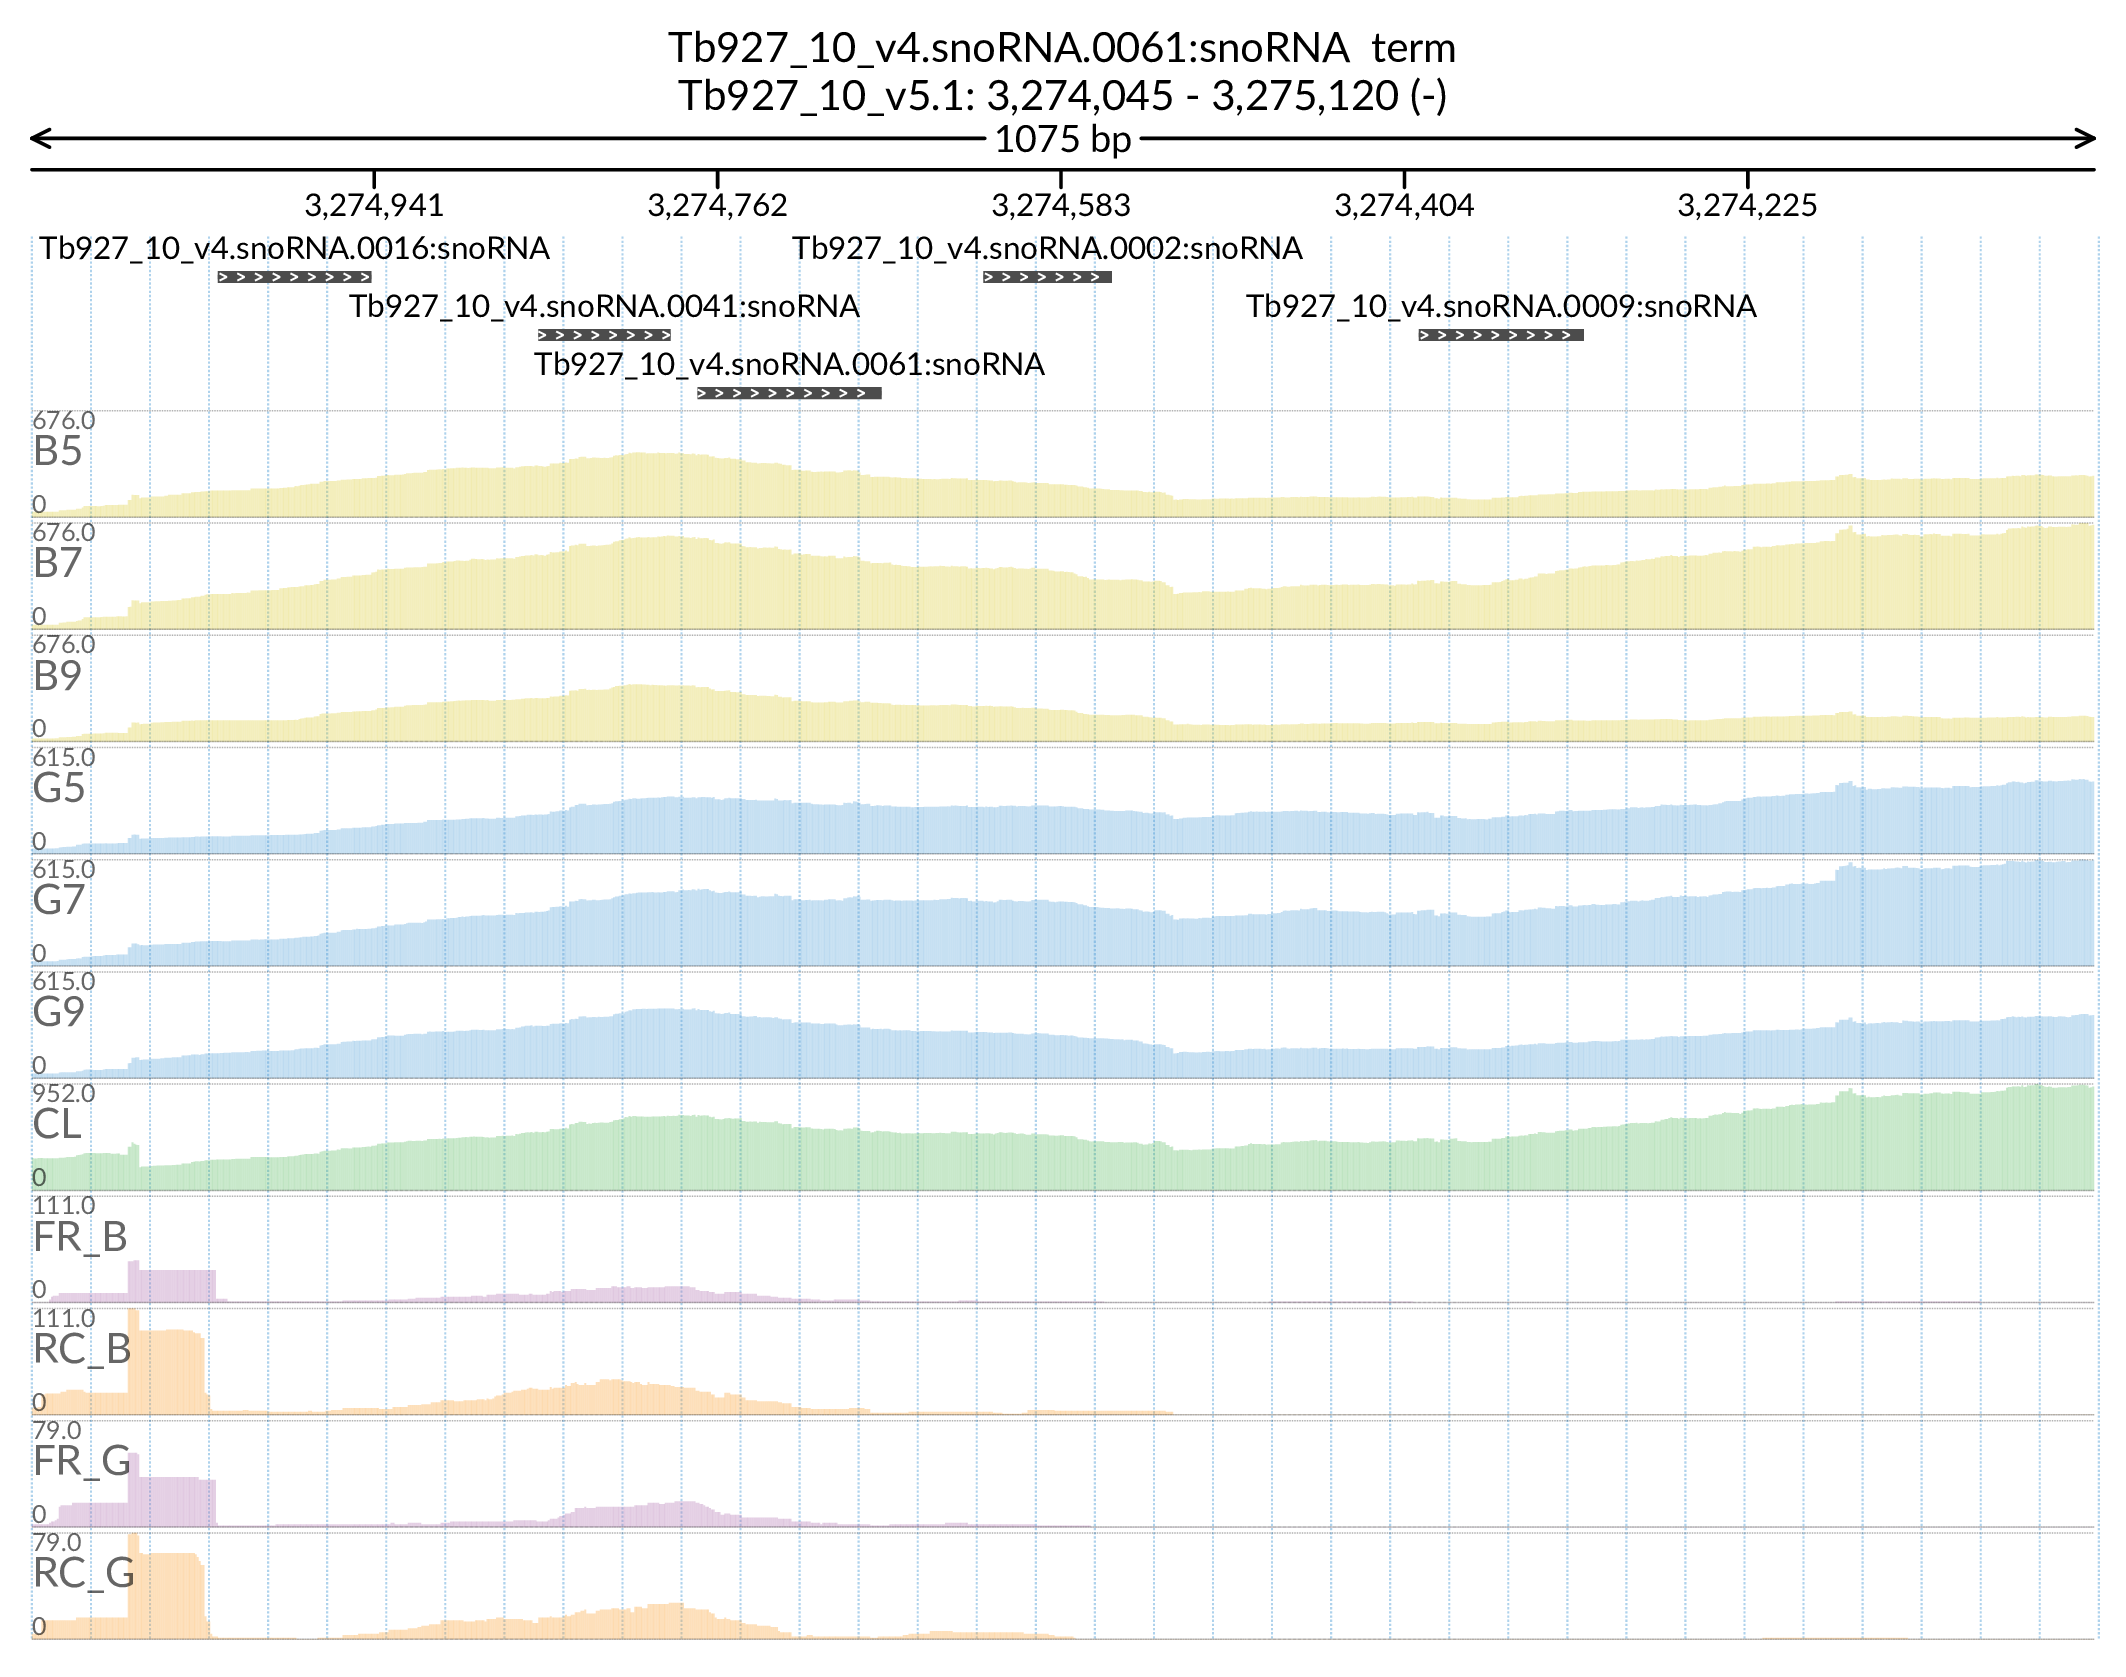 Tb927_10_v4.snoRNA.0061:snoRNA  term
Tb927_10_v5.1: 3,274,045 - 3,275,120 (-)
1075 bp
3,274,941 3,274,762 3,274,583 3,274,404 3,274,225
Tb927_10_v4.snoRNA.0016:snoRNA Tb927_10_v4.snoRNA.0002:snoRNA
Tb927_10_v4.snoRNA.0041:snoRNA Tb927_10_v4.snoRNA.0009:snoRNA
Tb927_10_v4.snoRNA.0061:snoRNA
676.0
B5
0
676.0
B7
0
676.0
B9
0
615.0
G5
0
615.0
G7
0
615.0
G9
0
952.0
CL
0
111.0
FR_B
0
111.0
RC_B
0
79.0
FR_G
0
79.0
RC_G
0